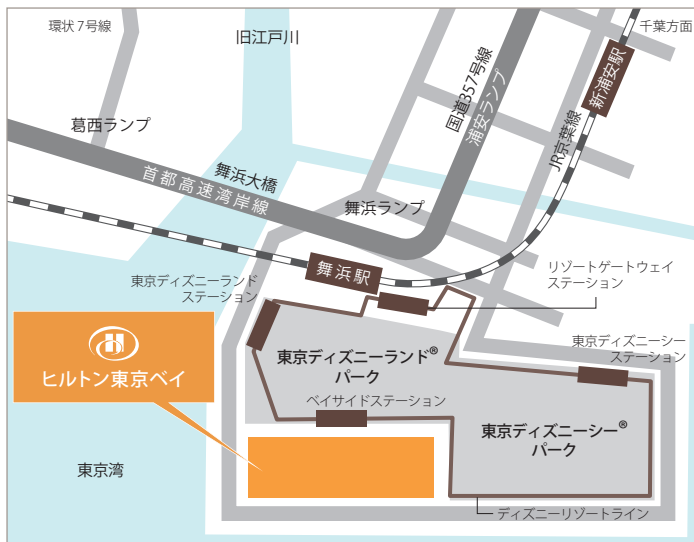 環状7号線
旧江戸川
千葉方面
新浦安駅
国道357号線
浦安ランプ
JR京葉線
葛西ランプ
舞浜大橋
首都高速湾岸線
舞浜ランプ
舞浜駅
リゾートゲートウェイ
ステーション
東京ディズニーランド
ステーション
東京ディズニーシー
ステーション
ヒルトン東京ベイ
東京ディズニーランド®
パーク
ベイサイドステーション
東京ディズニーシー®
パーク
東京湾
ディズニーリゾートライン